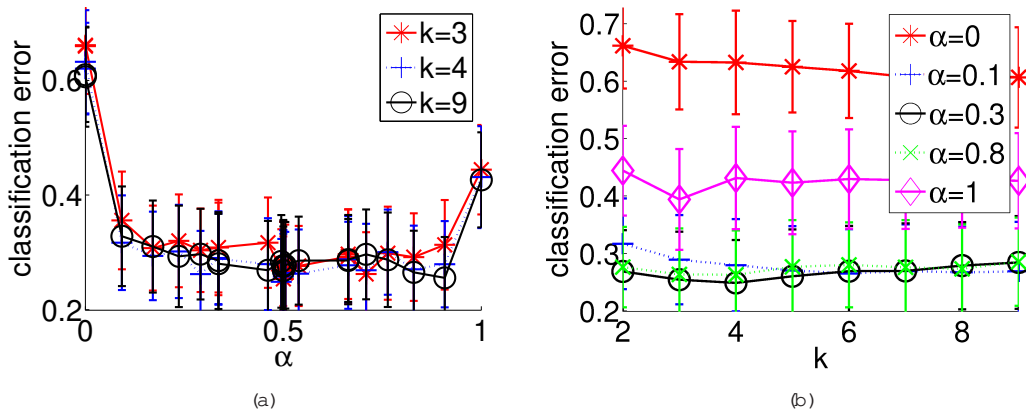 classification error
0.6
0.4
0.2
0
0.5
1
α
k=3
k=4
k=9
(a)
classification error
0.7
0.6
0.5
0.4
0.3
0.2
2
4
6
8
k
α=0
α=0.1
α=0.3
α=0.8
α=1
(b)